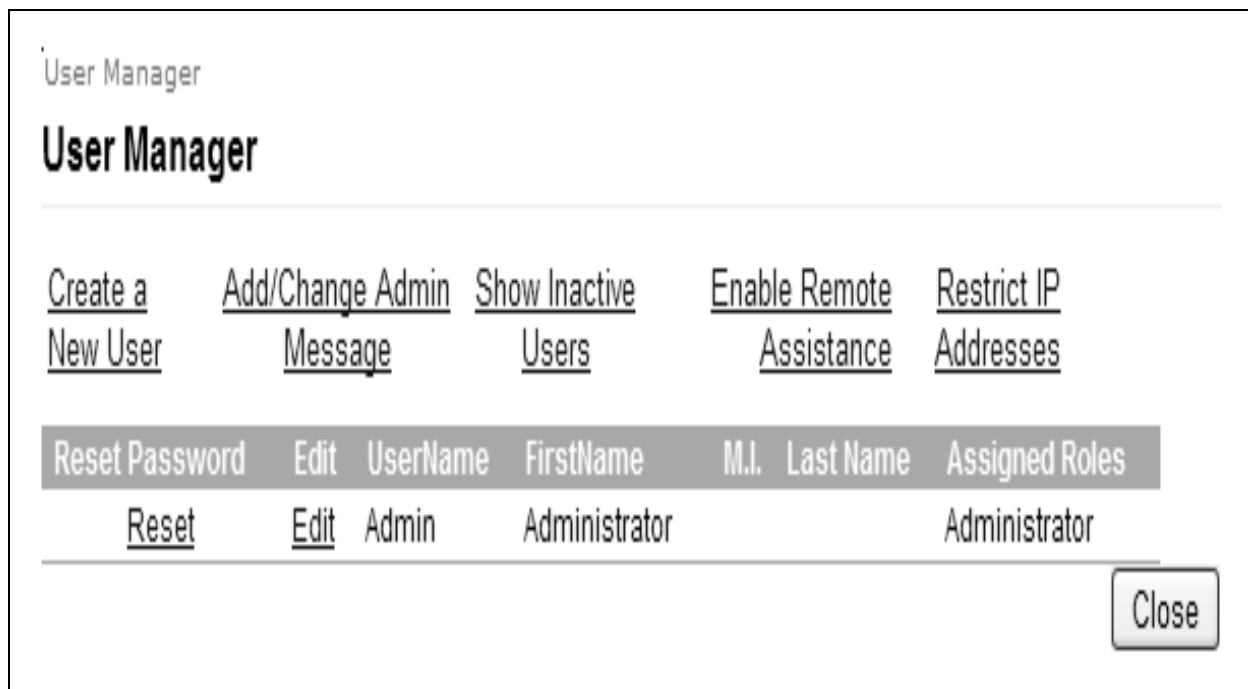 User Manager
User Manager
Create a Add/Change Admin Show Inactive Enable Remote Restrict IP
New User Message Users Assistance Addresses
Reset Password Edit UserName FirstName M.I. Last Name Assigned Roles
Reset Edit Admin Administrator Administrator
Close